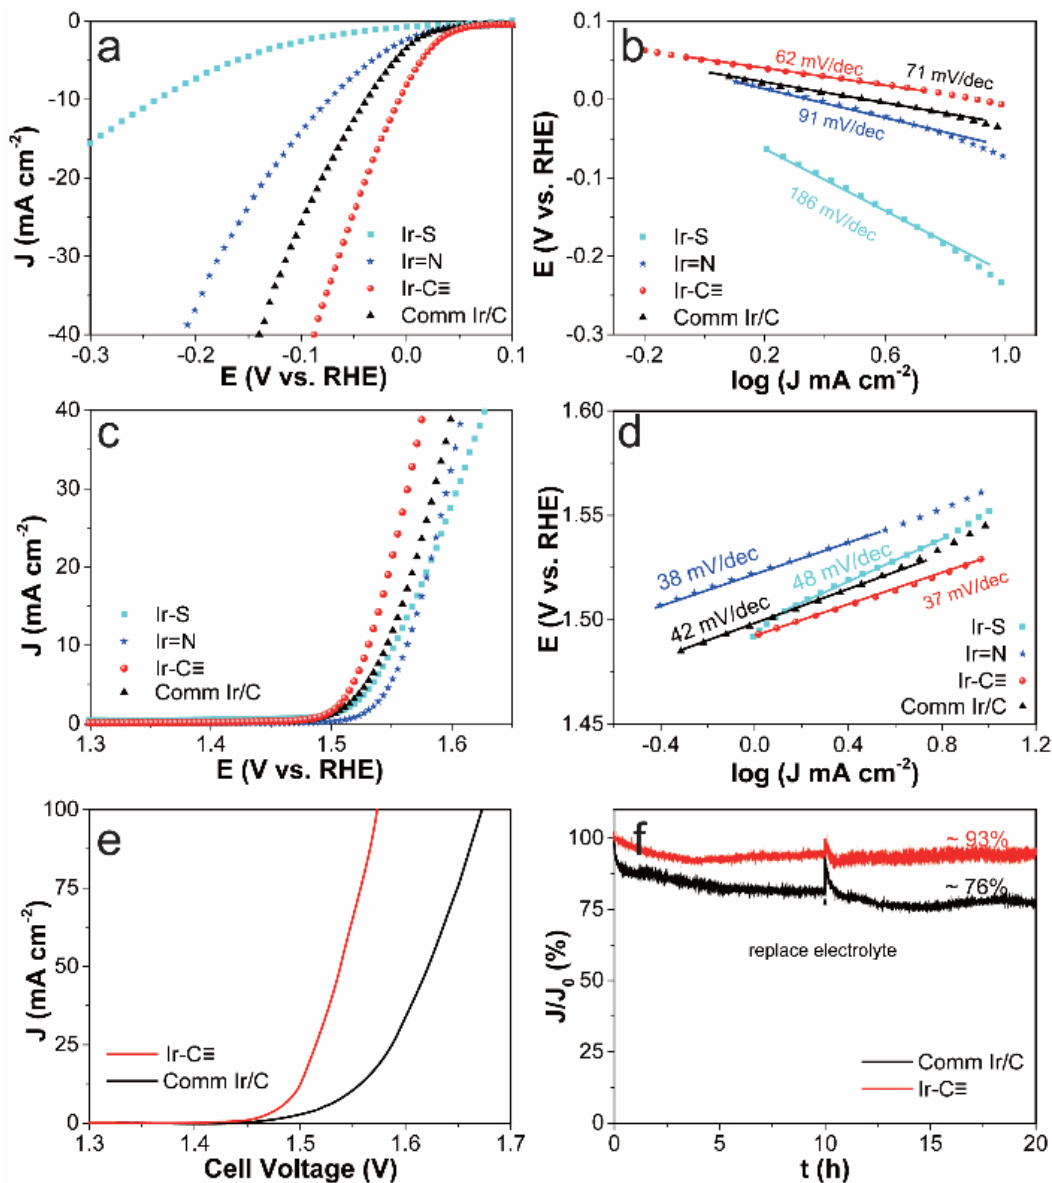 a
0
-10
-20
-30
-40
J (mA cm-2)
Ir-S
Ir=N
Ir-C≡
Comm Ir/C
-0.3 -0.2 -0.1 0.0 0.1
E (V vs. RHE)
b
0.1
0.0
-0.1
-0.2
-0.3
E (V vs. RHE)
62 mV/dec
71 mV/dec
91 mV/dec
186 mV/dec
Ir-S
Ir=N
Ir-C≡
Comm Ir/C
-0.2 0.2 0.6 1.0
log (J mA cm-2)
c
40
30
20
10
0
J (mA cm-2)
Ir-S
Ir=N
Ir-C≡
Comm Ir/C
1.3 1.4 1.5 1.6
E (V vs. RHE)
d
1.60
1.55
1.50
1.45
E (V vs. RHE)
38 mV/dec
48 mV/dec
42 mV/dec
37 mV/dec
Ir-S
Ir=N
Ir-C≡
Comm Ir/C
-0.4 0.0 0.4 0.8 1.2
log (J mA cm-2)
e
100
75
50
25
0
J (mA cm-2)
Ir-C≡
Comm Ir/C
1.3 1.4 1.5 1.6 1.7
Cell Voltage (V)
f
100
75
50
25
0
J/J0 (%)
~ 93%
~ 76%
replace electrolyte
Comm Ir/C
Ir-C≡
0 5 10 15 20
t (h)